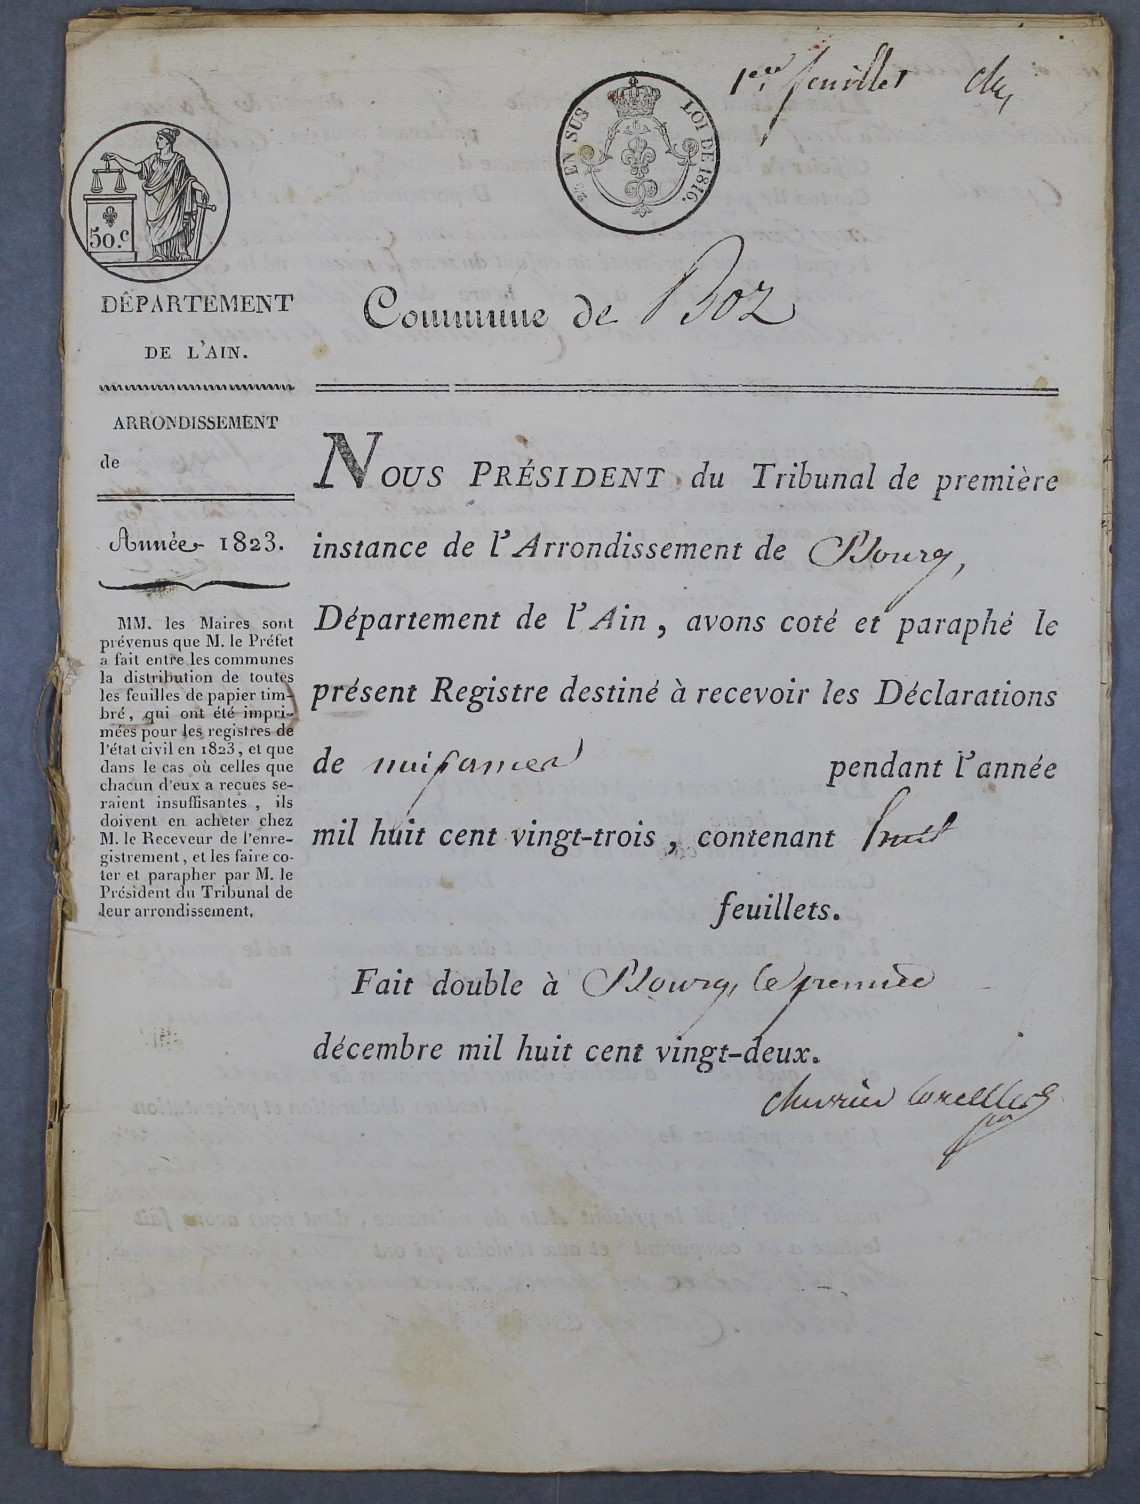 1er feuillet
EN SUS LOI DE 1816.
50.c
DÉPARTEMENT
DE L'AIN.
Commune de Boz
ARRONDISSEMENT
de
Année 1823.
MM. les Maires sont
prévenus que M. le Préfet
a fait entre les communes
la distribution de toutes
les feuilles de papier tim-
bré, qui ont été impri-
mées pour les registres de
l'état civil en 1823, et que
dans le cas où celles que
chacun d'eux a reçues se-
raient insuffisantes, ils
doivent en acheter chez
M. le Receveur de l'enre-
gistrement, et les faire co-
ter et parapher par M. le
Président du Tribunal de
leur arrondissement.
NOUS PRÉSIDENT du Tribunal de première
instance de l'Arrondissement de Bourg,
Département de l'Ain, avons coté et paraphé le
présent Registre destiné à recevoir les Déclarations
de naissances pendant l'année
mil huit cent vingt-trois, contenant huit
feuillets.
Fait double à Bourg, le premier
décembre mil huit cent vingt-deux.